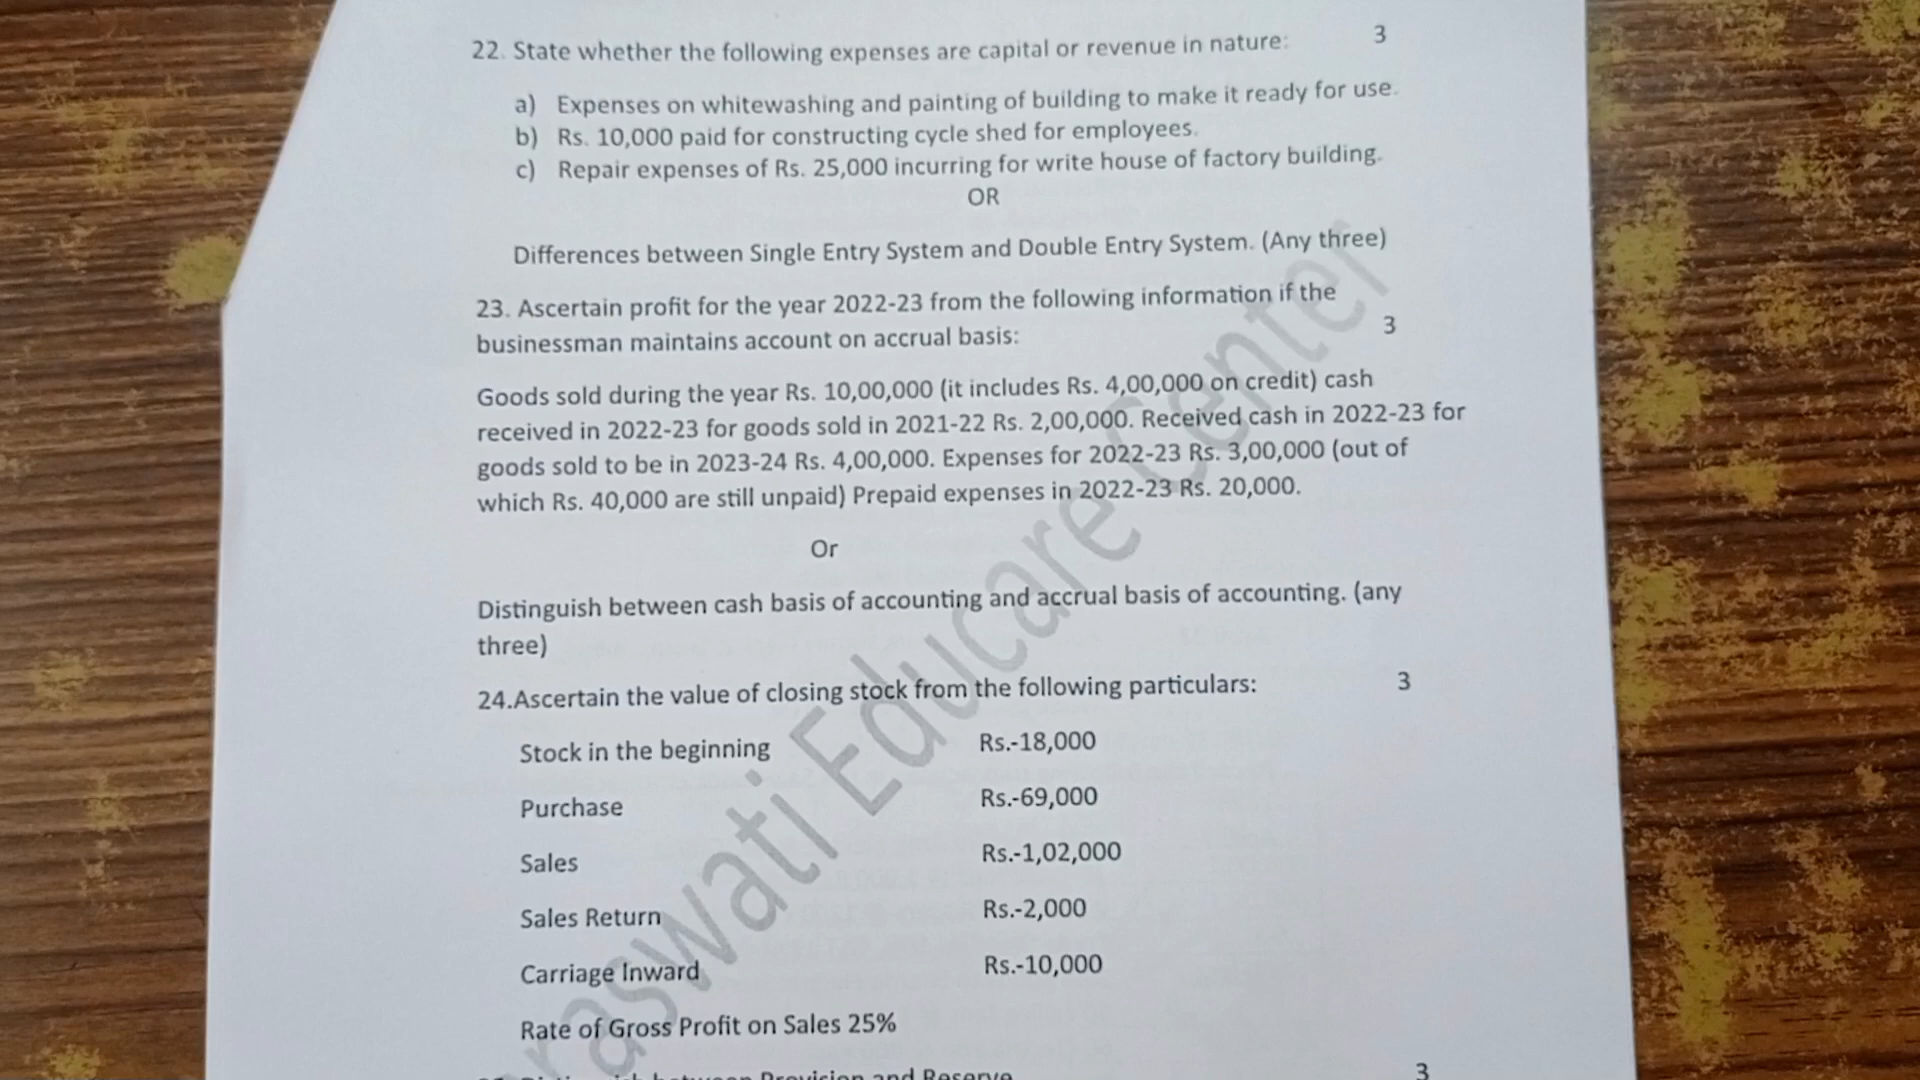 22. State whether the following expenses are capital or revenue in nature: 3
a) Expenses on whitewashing and painting of building to make it ready for use.
b) Rs. 10,000 paid for constructing cycle shed for employees.
c) Repair expenses of Rs. 25,000 incurring for write house of factory building.
OR
Differences between Single Entry System and Double Entry System. (Any three)
23. Ascertain profit for the year 2022-23 from the following information if the
businessman maintains account on accrual basis: 3
Goods sold during the year Rs. 10,00,000 (it includes Rs. 4,00,000 on credit) cash
received in 2022-23 for goods sold in 2021-22 Rs. 2,00,000. Received cash in 2022-23 for
goods sold to be in 2023-24 Rs. 4,00,000. Expenses for 2022-23 Rs. 3,00,000 (out of
which Rs. 40,000 are still unpaid) Prepaid expenses in 2022-23 Rs. 20,000.
Or
Distinguish between cash basis of accounting and accrual basis of accounting. (any
three)
24.Ascertain the value of closing stock from the following particulars: 3
Stock in the beginning Rs.-18,000
Purchase Rs.-69,000
Sales Rs.-1,02,000
Sales Return Rs.-2,000
Carriage Inward Rs.-10,000
Rate of Gross Profit on Sales 25%
between Provision and Reserve 3
raswati Educare Center